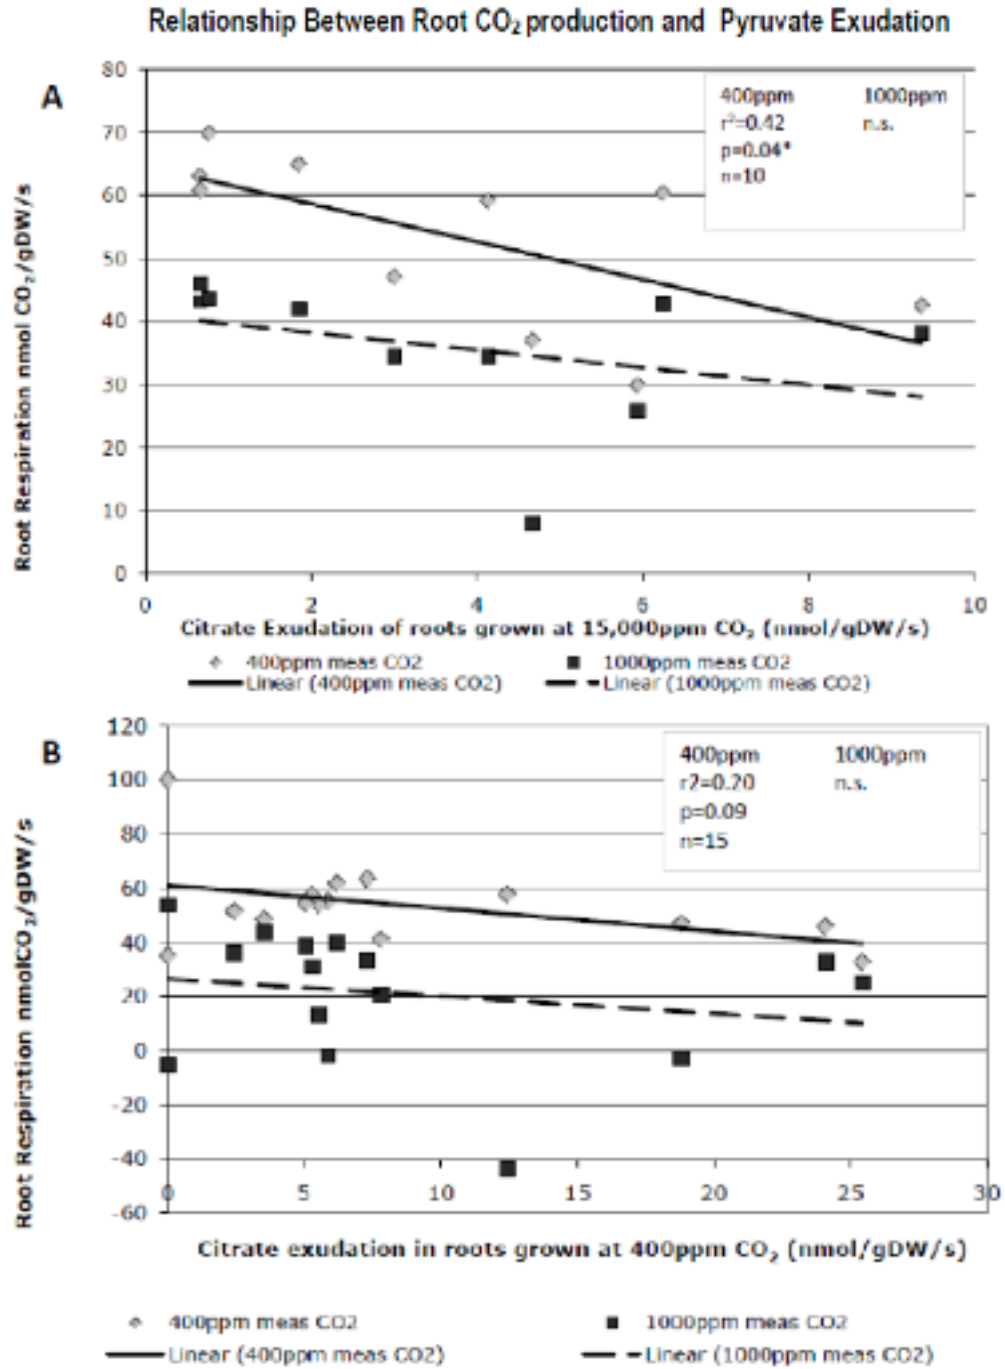 Relationship Between Root CO₂ production and Pyruvate Exudation
A
80
70
60
50
40
30
20
10
0
Root Respiration nmol CO₂/gDW/s
400ppm 1000ppm
r²=0.42 n.s.
p=0.04*
n=10
0 2 4 6 8 10
Citrate Exudation of roots grown at 15,000ppm CO₂ (nmol/gDW/s)
400ppm meas CO2 1000ppm meas CO2
Linear (400ppm meas CO2) Linear (1000ppm meas CO2)
B
120
100
80
60
40
20
0
-20
-40
-60
Root Respiration nmolCO₂/gDW/s
400ppm 1000ppm
r2=0.20 n.s.
p=0.09
n=15
0 5 10 15 20 25 30
Citrate exudation in roots grown at 400ppm CO₂ (nmol/gDW/s)
400ppm meas CO2 1000ppm meas CO2
Linear (400ppm meas CO2) Linear (1000ppm meas CO2)